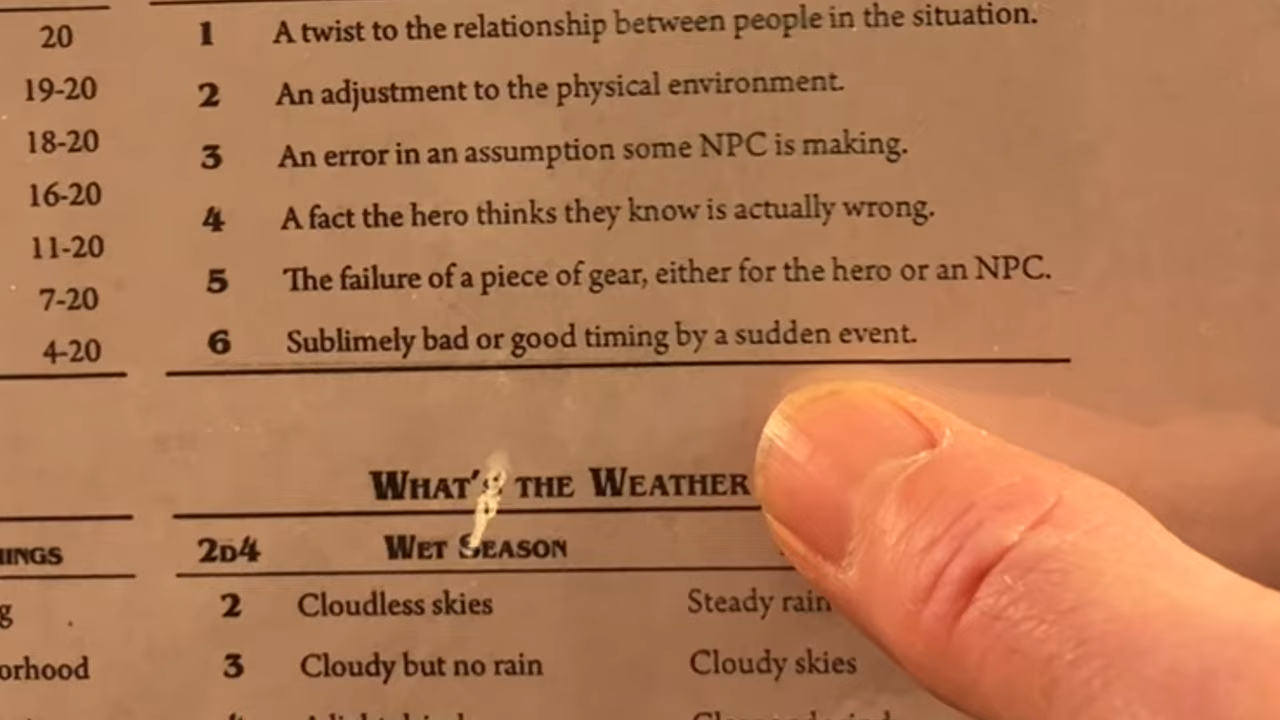 20
19-20
18-20
16-20
11-20
7-20
4-20
1 A twist to the relationship between people in the situation.
2 An adjustment to the physical environment.
3 An error in an assumption some NPC is making.
4 A fact the hero thinks they know is actually wrong.
5 The failure of a piece of gear, either for the hero or an NPC.
6 Sublimely bad or good timing by a sudden event.
What's the Weather
2d4 Wet Season
2 Cloudless skies Steady rain
3 Cloudy but no rain Cloudy skies